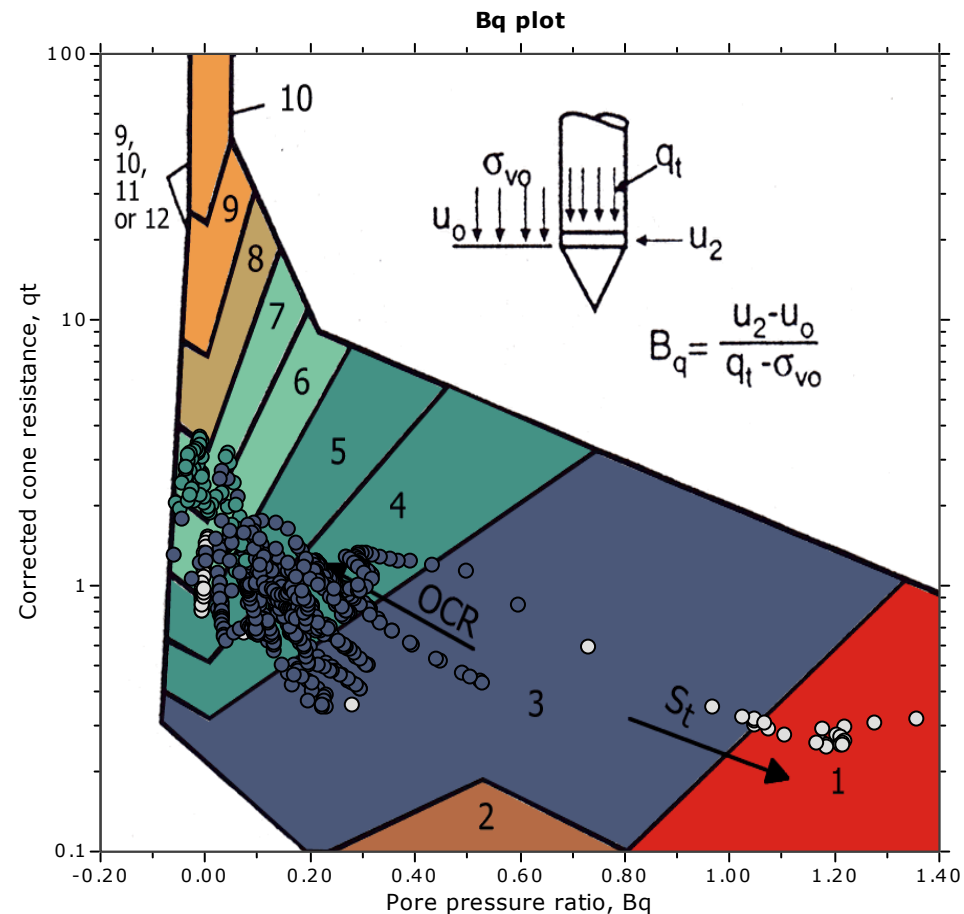 Bq plot
100
10
1
0.1
Corrected cone resistance, qt
-0.20 0.00 0.20 0.40 0.60 0.80 1.00 1.20 1.40
Pore pressure ratio, Bq
9,
10,
11
or 12
10
9
8
7
6
5
4
3
2
1
OCR
St
σvo
uo
qt
u2
Bq= u2-uo
qt-σvo